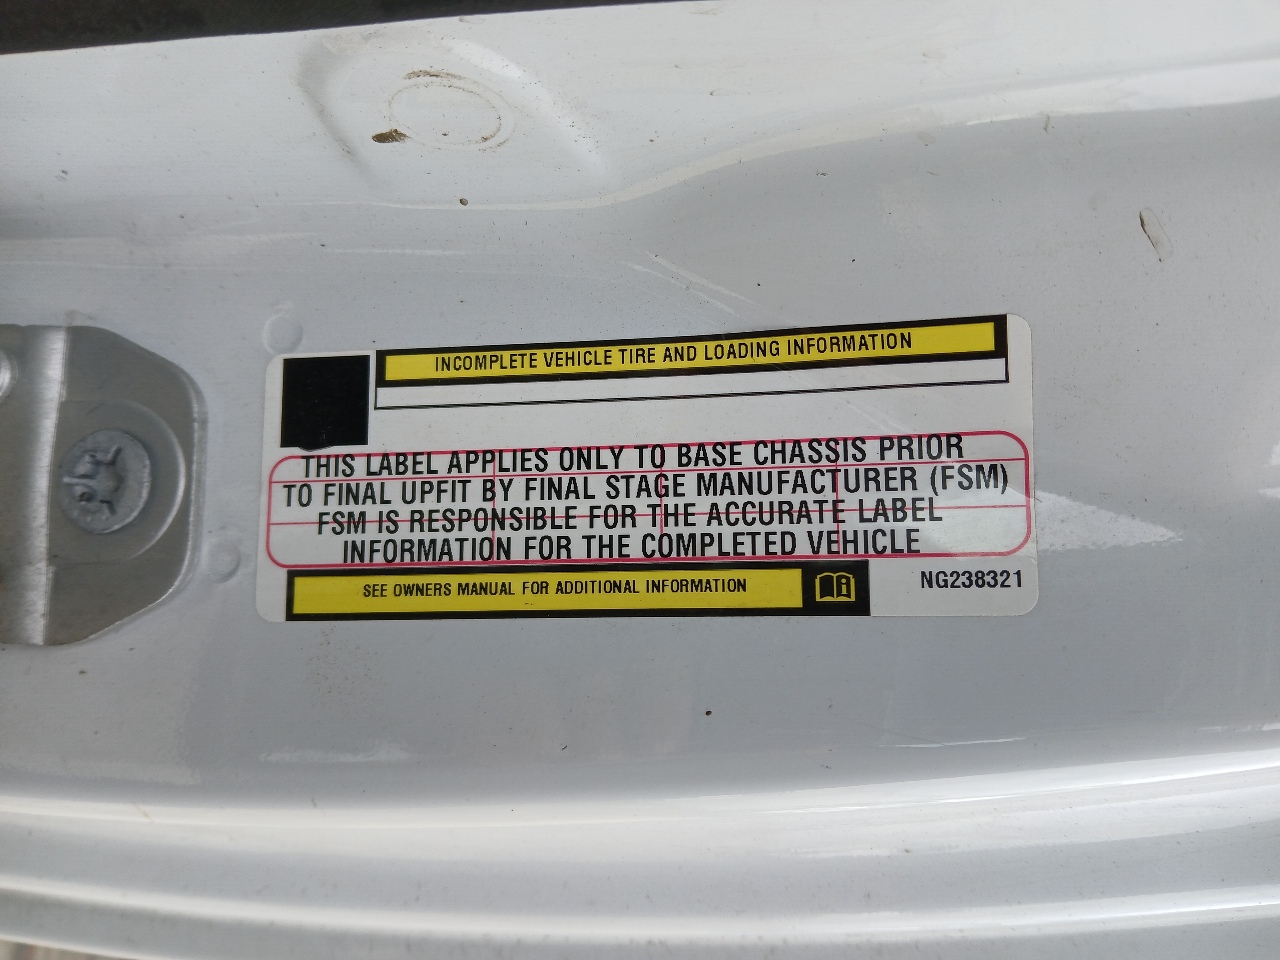 INCOMPLETE VEHICLE TIRE AND LOADING INFORMATION
THIS LABEL APPLIES ONLY TO BASE CHASSIS PRIOR
TO FINAL UPFIT BY FINAL STAGE MANUFACTURER (FSM)
FSM IS RESPONSIBLE FOR THE ACCURATE LABEL
INFORMATION FOR THE COMPLETED VEHICLE
SEE OWNERS MANUAL FOR ADDITIONAL INFORMATION
NG238321